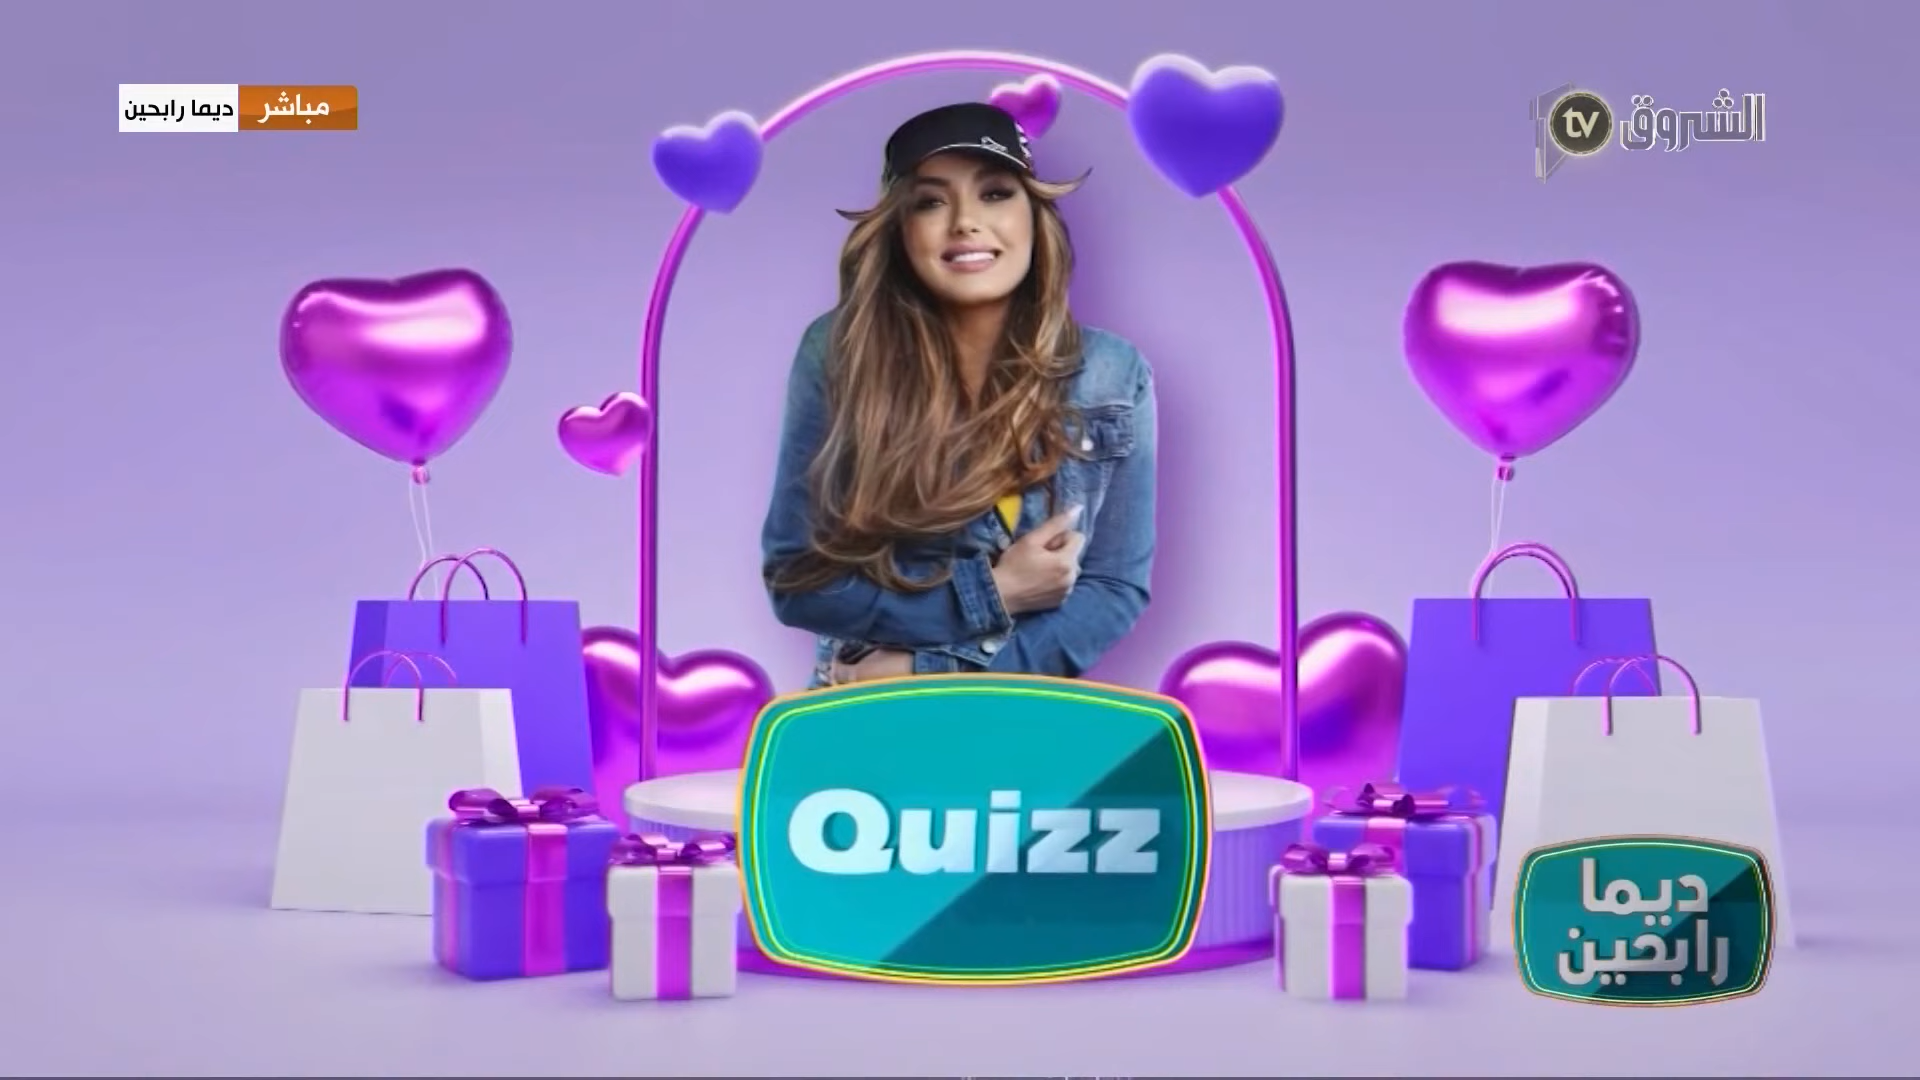 ديما رابحين مباشر
الشروق tv
Quizz
ديما
رابحين